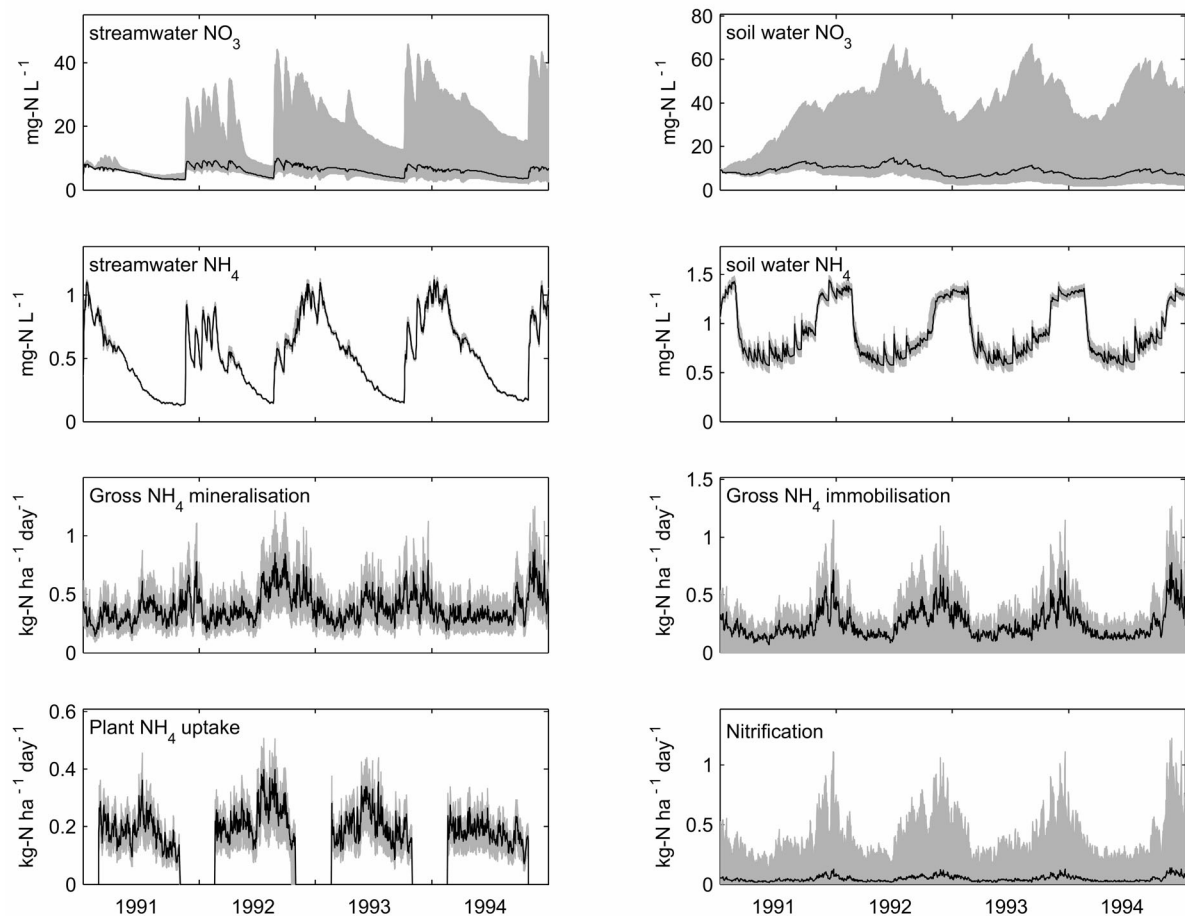 streamwater NO3
mg-N L -1
40
20
0
soil water NO3
mg-N L -1
80
60
40
20
0
streamwater NH4
mg-N L -1
1
0.5
0
soil water NH4
mg-N L -1
1.5
1
0.5
0
Gross NH4 mineralisation
kg-N ha -1 day-1
1
0.5
0
Gross NH4 immobilisation
kg-N ha -1 day-1
1.5
1
0.5
0
Plant NH4 uptake
kg-N ha -1 day-1
0.6
0.4
0.2
0
1991 1992 1993 1994
Nitrification
kg-N ha -1 day-1
1
0.5
0
1991 1992 1993 1994